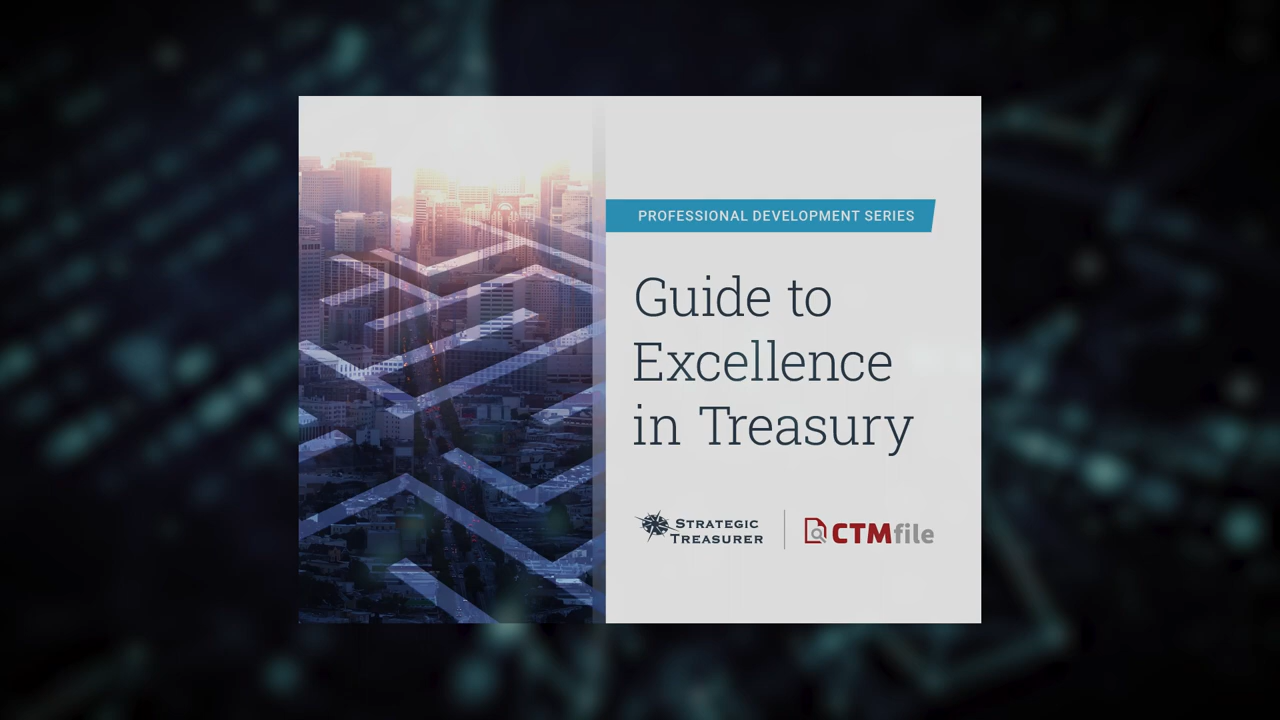 PROFESSIONAL DEVELOPMENT SERIES
Guide to
Excellence
in Treasury
STRATEGIC
TREASURER
CTMfile